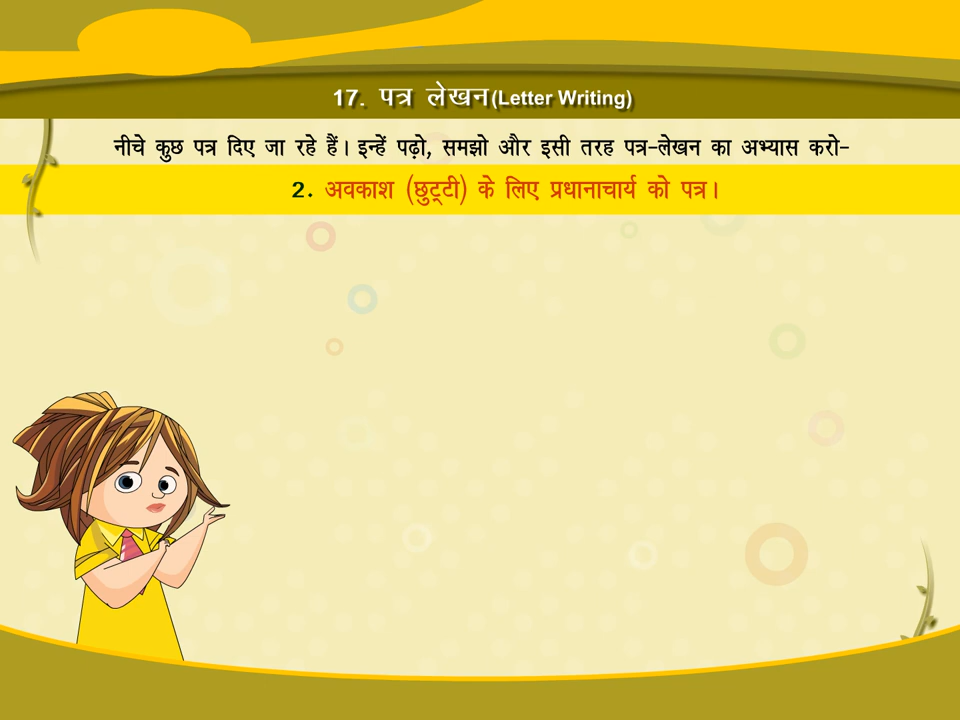 17. पत्र लेखन(Letter Writing)
नीचे कुछ पत्र दिए जा रहे हैं। इन्हें पढ़ो, समझो और इसी तरह पत्र-लेखन का अभ्यास करो-
2. अवकाश (छुट्टी) के लिए प्रधानाचार्य को पत्र।